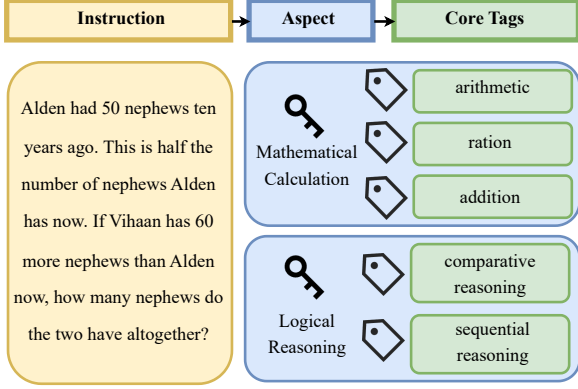 Instruction
Aspect
Core Tags
Alden had 50 nephews ten
years ago. This is half the
number of nephews Alden
has now. If Vihaan has 60
more nephews than Alden
now, how many nephews do
the two have altogether?
Mathematical
Calculation
arithmetic
ration
addition
Logical
Reasoning
comparative
reasoning
sequential
reasoning